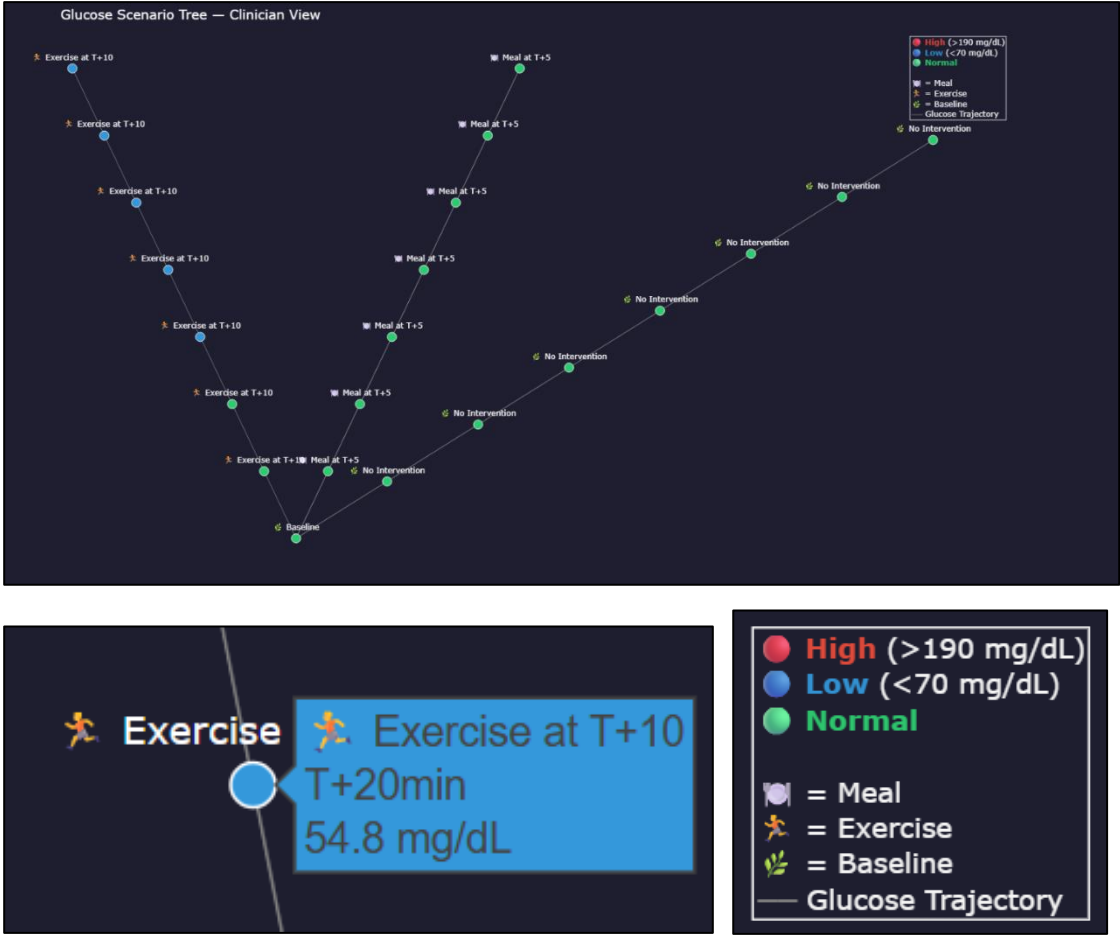 Glucose Scenario Tree — Clinician View
🏃 Exercise at T+10
🍽 Meal at T+5
High (>190 mg/dL)
Low (<70 mg/dL)
Normal
🍽 = Meal
🏃 = Exercise
🌿 = Baseline
Glucose Trajectory
🌿 No Intervention
🏃 Exercise at T+10
🍽 Meal at T+5
🌿 No Intervention
🏃 Exercise at T+10
🍽 Meal at T+5
🌿 No Intervention
🏃 Exercise at T+10
🍽 Meal at T+5
🌿 No Intervention
🏃 Exercise at T+10
🍽 Meal at T+5
🌿 No Intervention
🏃 Exercise at T+10
🍽 Meal at T+5
🌿 No Intervention
🏃 Exercise at T+1
🍽 Meal at T+5
🌿 No Intervention
🌿 Baseline
🏃 Exercise
🏃 Exercise at T+10
T+20min
54.8 mg/dL
High (>190 mg/dL)
Low (<70 mg/dL)
Normal
🍽 = Meal
🏃 = Exercise
🌿 = Baseline
Glucose Trajectory